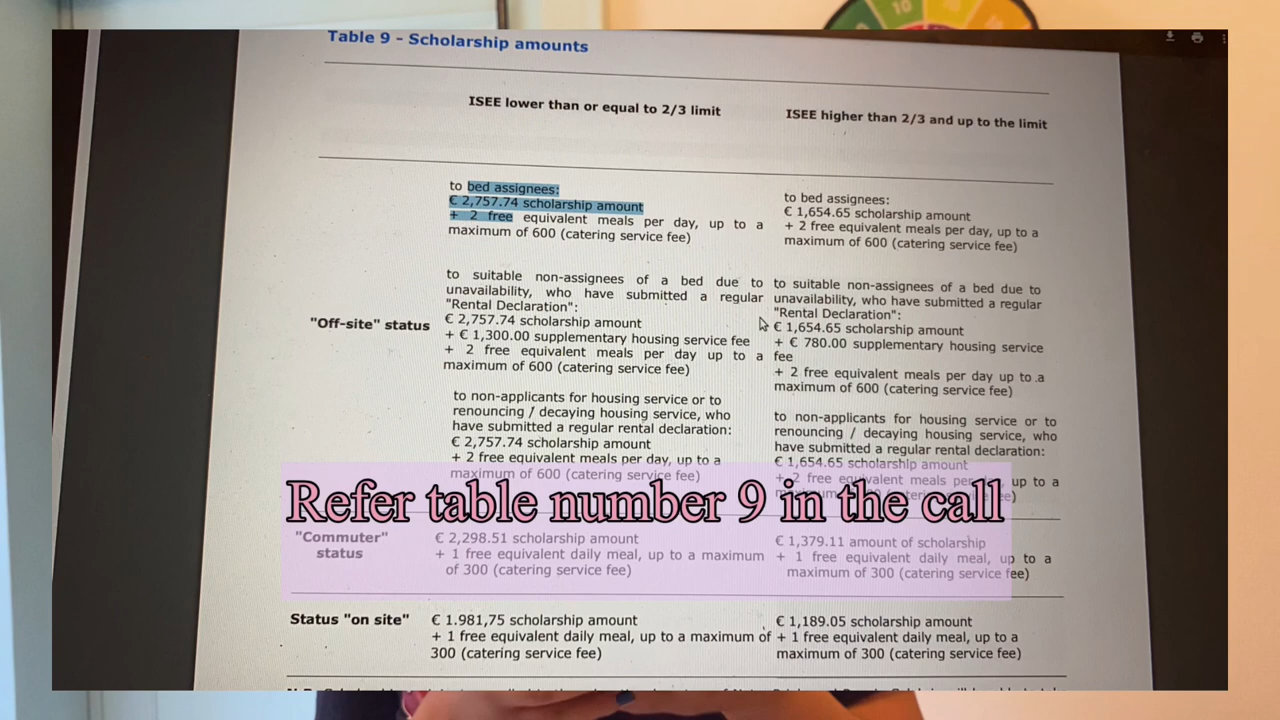 10
Table 9 - Scholarship amounts
ISEE lower than or equal to 2/3 limit
ISEE higher than 2/3 and up to the limit
"Off-site" status
to bed assignees:
€ 2,757.74 scholarship amount
+ 2 free equivalent meals per day, up to a
maximum of 600 (catering service fee)
to bed assignees:
€ 1,654.65 scholarship amount
+ 2 free equivalent meals per day, up to a
maximum of 600 (catering service fee)
to suitable non-assignees of a bed due to
unavailability, who have submitted a regular
"Rental Declaration":
€ 2,757.74 scholarship amount
+ € 1,300.00 supplementary housing service fee
+ 2 free equivalent meals per day up to a
maximum of 600 (catering service fee)
to suitable non-assignees of a bed due to
unavailability, who have submitted a regular
"Rental Declaration":
€ 1,654.65 scholarship amount
+ € 780.00 supplementary housing service
fee
+ 2 free equivalent meals per day up to a
maximum of 600 (catering service fee)
to non-applicants for housing service or to
renouncing / decaying housing service, who
have submitted a regular rental declaration:
€ 2,757.74 scholarship amount
+ 2 free equivalent meals per day, up to a
maximum of 600 (catering service fee)
to non-applicants for housing service or to
renouncing / decaying housing service, who
have submitted a regular rental declaration:
€ 1,654.65 scholarship amount
+ 2 free equivalent meals per up to a
Refer table number 9 in the call
"Commuter"
status
€ 2,298.51 scholarship amount
+ 1 free equivalent daily meal, up to a maximum
of 300 (catering service fee)
€ 1,379.11 amount of scholarship
+ 1 free equivalent daily meal, up to a
maximum of 300 (catering service fee)
Status "on site"
€ 1.981,75 scholarship amount
+ 1 free equivalent daily meal, up to a maximum of
300 (catering service fee)
€ 1,189.05 scholarship amount
+ 1 free equivalent daily meal, up to a
maximum of 300 (catering service fee)